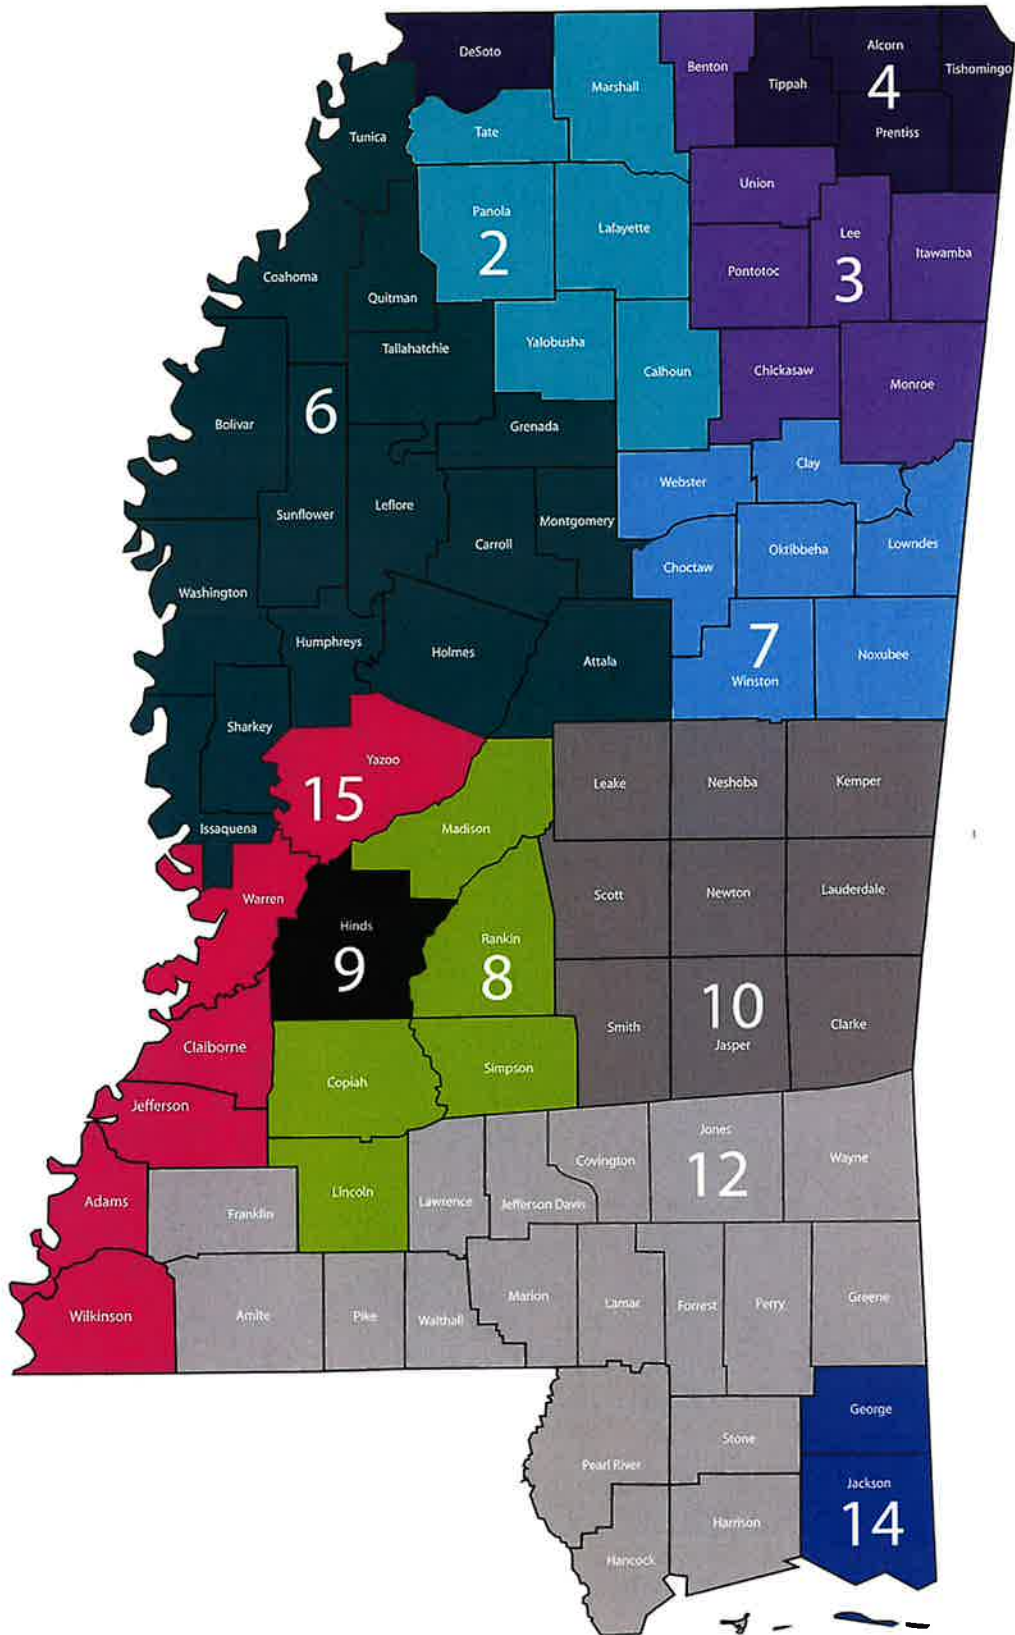 DeSoto
Marshall
Benton
Tippah
Alcorn
4
Tishomingo
Prentiss
Tunica
Tate
Panola
2
Lafayette
Union
Lee
3
Itawamba
Pontotoc
Coahoma
Quitman
Tallahatchie
Yalobusha
Calhoun
Chickasaw
Monroe
Bolivar
6
Grenada
Sunflower
Leflore
Carroll
Montgomery
Webster
Clay
Choctaw
Oktibbeha
Lowndes
Washington
Humphreys
Holmes
Attala
7
Winston
Noxubee
Sharkey
Yazoo
15
Issaquena
Madison
Leake
Neshoba
Kemper
Warren
Hinds
9
Rankin
8
Scott
Newton
Lauderdale
Claiborne
Copiah
Simpson
Smith
10
Jasper
Clarke
Jefferson
Adams
Franklin
Lincoln
Lawrence
Jefferson Davis
Covington
Jones
12
Wayne
Wilkinson
Amite
Pike
Walthall
Marion
Lamar
Forrest
Perry
Greene
George
Pearl River
Stone
Jackson
14
Harrison
Hancock